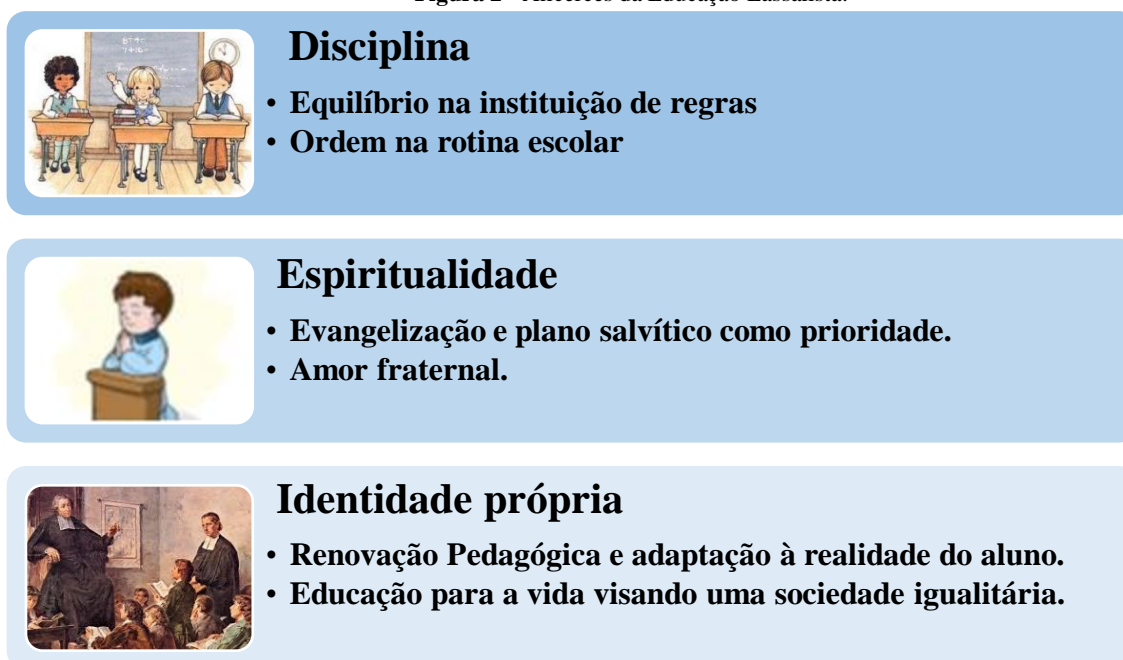 Disciplina
• Equilíbrio na instituição de regras
• Ordem na rotina escolar
Espiritualidade
• Evangelização e plano salvítico como prioridade.
• Amor fraternal.
Identidade própria
• Renovação Pedagógica e adaptação à realidade do aluno.
• Educação para a vida visando uma sociedade igualitária.